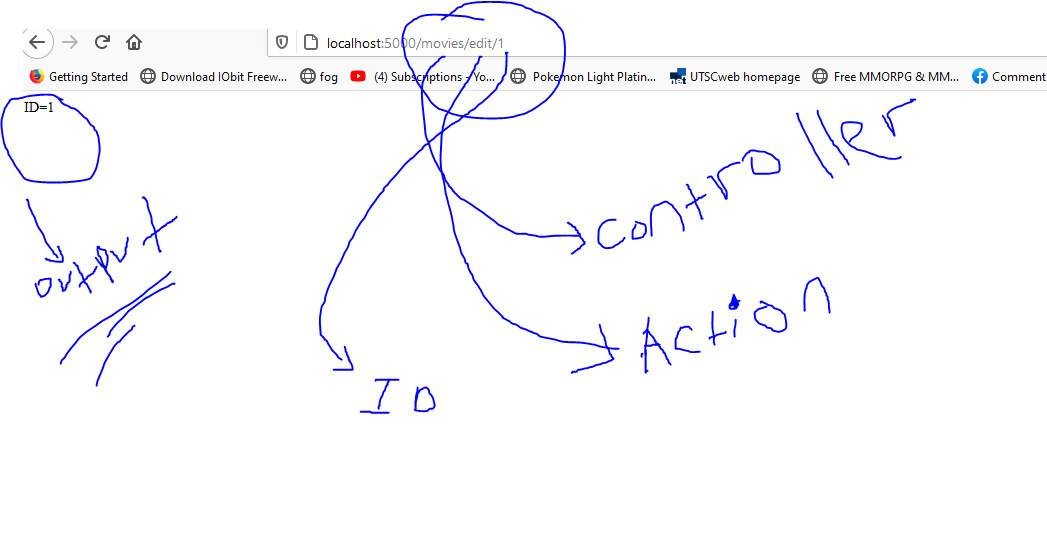 localhost:5000/movies/edit/1
Getting Started Download IObit Freew... fog (4) Subscriptions - Yo... Pokemon Light Platin... UTSCweb homepage Free MMORPG & MM... Comment
ID=1
output
controller
Action
ID